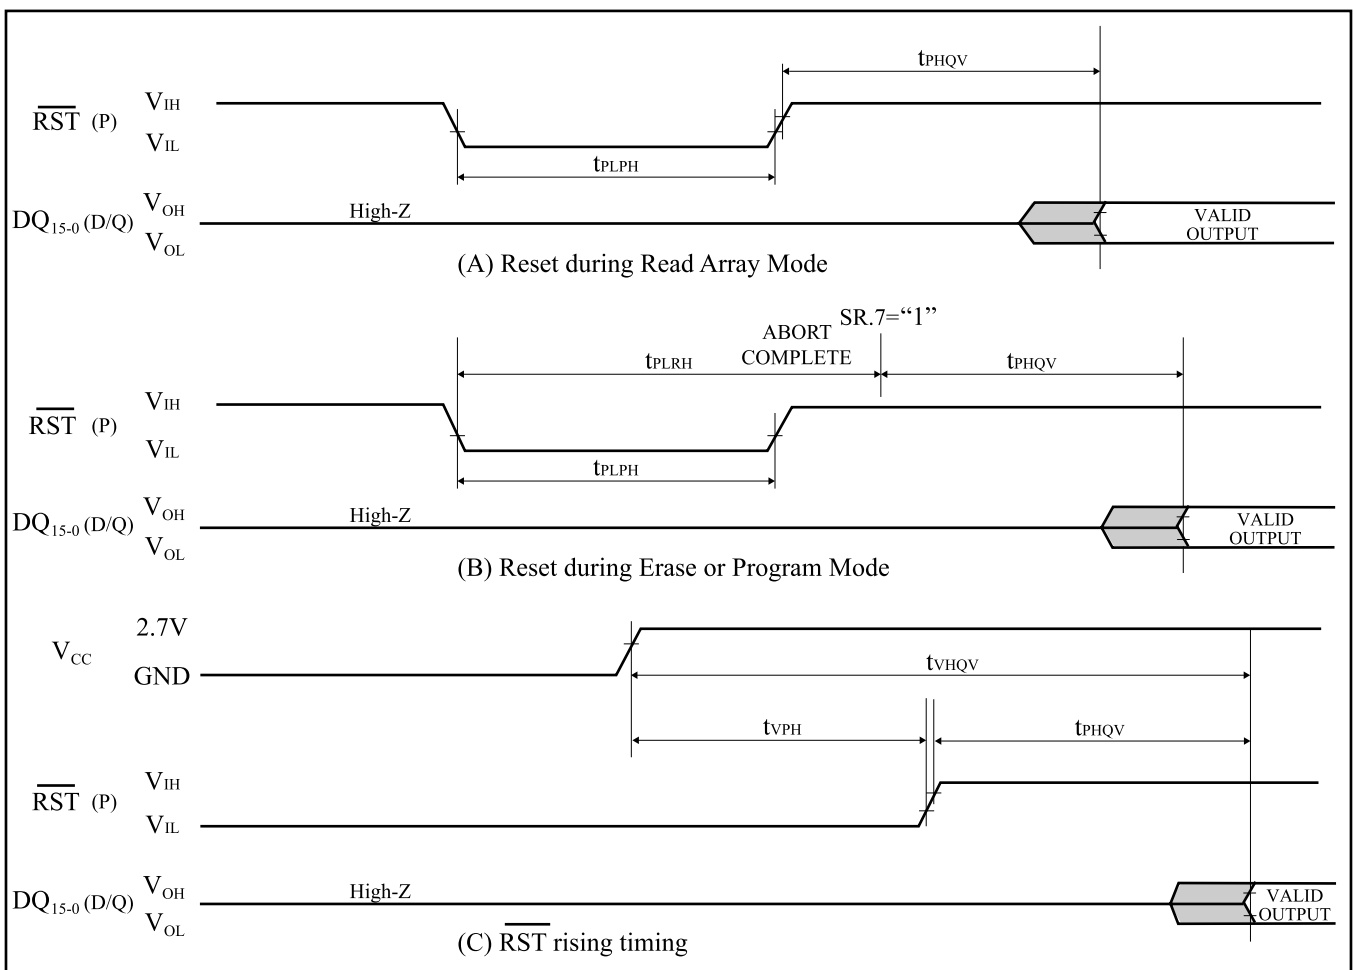 tPHQV
VIH
RST (P)
VIL
tPLPH
VOH
High-Z
DQ15-0 (D/Q)
VALID
OUTPUT
VOL
(A) Reset during Read Array Mode
SR.7=“1”
ABORT
COMPLETE
tPLRH
tPHQV
VIH
RST (P)
VIL
tPLPH
VOH
High-Z
DQ15-0 (D/Q)
VALID
OUTPUT
VOL
(B) Reset during Erase or Program Mode
2.7V
VCC
tVHQV
GND
tVPH
tPHQV
VIH
RST (P)
VIL
VOH
High-Z
DQ15-0 (D/Q)
VALID
OUTPUT
VOL
(C) RST rising timing